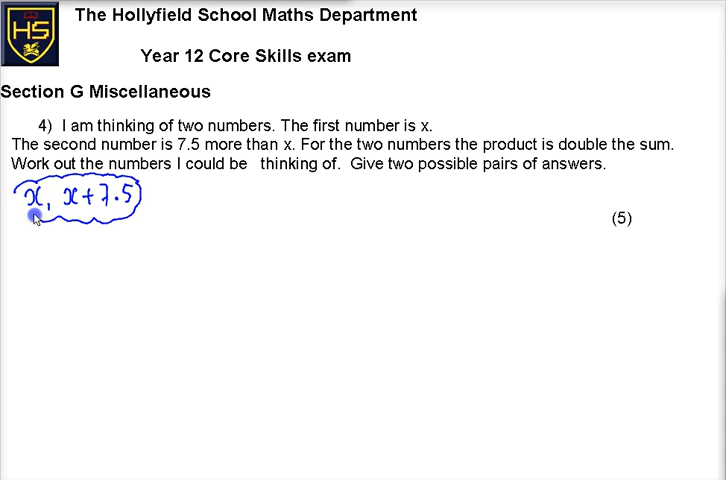 HS
The Hollyfield School Maths Department
Year 12 Core Skills exam
Section G Miscellaneous
4) I am thinking of two numbers. The first number is x.
The second number is 7.5 more than x. For the two numbers the product is double the sum.
Work out the numbers I could be thinking of. Give two possible pairs of answers.
x, x+7.5
(5)